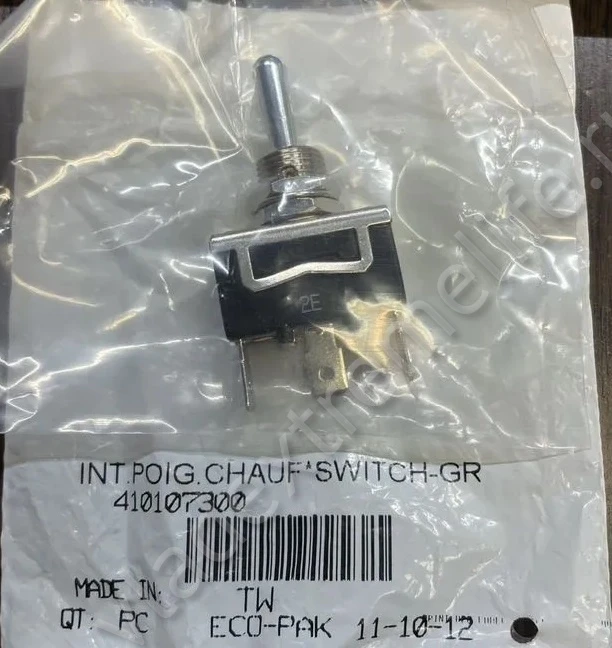 2E
INT.POIG.CHAUF*SWITCH-GR
410107300
MADE IN: TW
QT: PC ECO-PAK 11-10-12